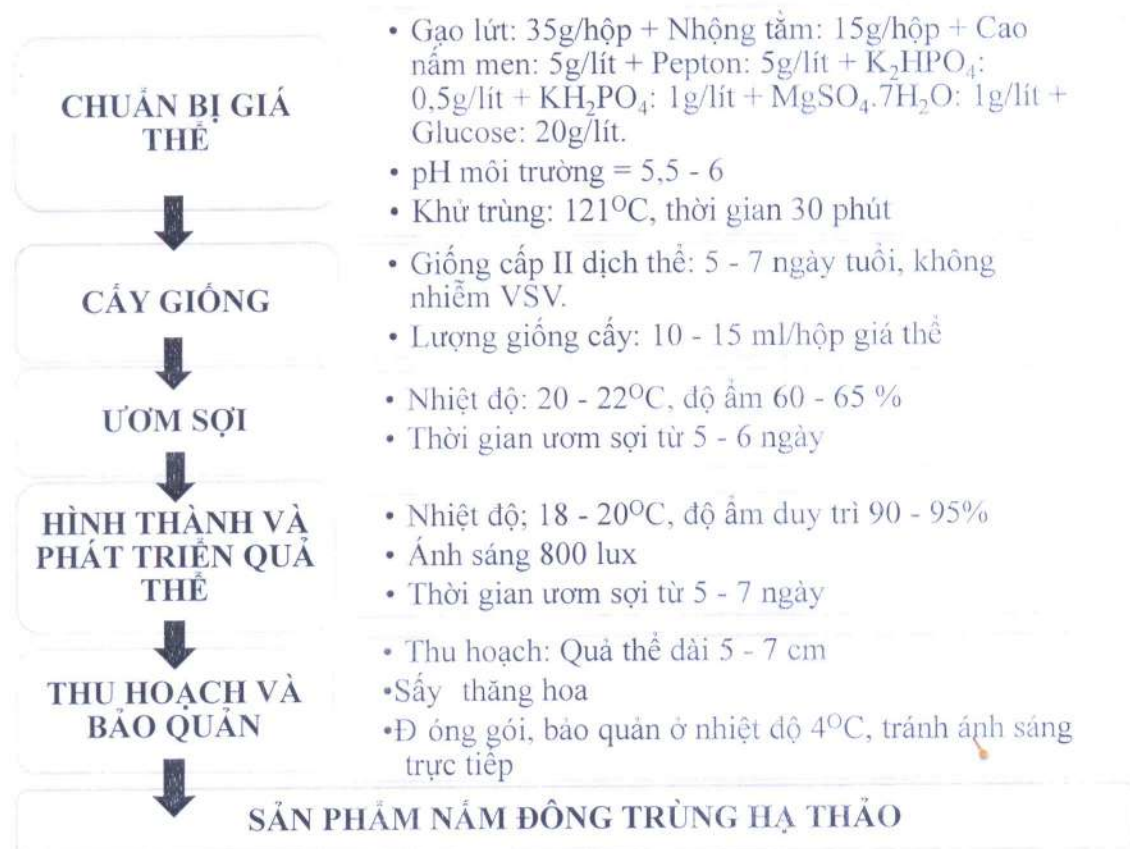 CHUẨN BỊ GIÁ
THỂ
• Gạo lứt: 35g/hộp + Nhộng tằm: 15g/hộp + Cao
nấm men: 5g/lít + Pepton: 5g/lít + K₂HPO₄:
0,5g/lít + KH₂PO₄: 1g/lít + MgSO₄.7H₂O: 1g/lít +
Glucose: 20g/lít.
• pH môi trường = 5,5 - 6
• Khử trùng: 121ᴼC, thời gian 30 phút
CẤY GIỐNG
• Giống cấp II dịch thể: 5 - 7 ngày tuổi, không
nhiễm VSV.
• Lượng giống cấy: 10 - 15 ml/hộp giá thể
ƯƠM SỢI
• Nhiệt độ: 20 - 22ᴼC, độ ẩm 60 - 65 %
• Thời gian ươm sợi từ 5 - 6 ngày
HÌNH THÀNH VÀ
PHÁT TRIỂN QUẢ
THỂ
• Nhiệt độ; 18 - 20ᴼC, độ ẩm duy trì 90 - 95%
• Ánh sáng 800 lux
• Thời gian ươm sợi từ 5 - 7 ngày
THU HOẠCH VÀ
BẢO QUẢN
• Thu hoạch: Quả thể dài 5 - 7 cm
•Sấy thăng hoa
•Đ óng gói, bảo quản ở nhiệt độ 4ᴼC, tránh ánh sáng
trực tiếp
SẢN PHẨM NẤM ĐÔNG TRÙNG HẠ THẢO